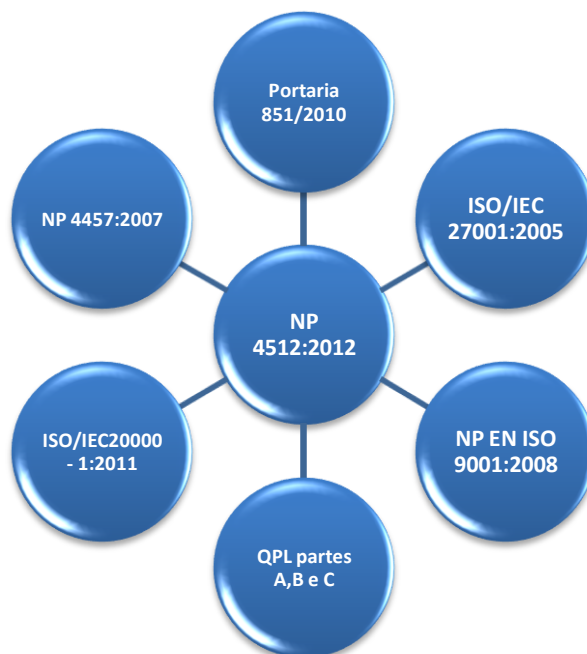 Portaria
851/2010
NP 4457:2007
ISO/IEC
27001:2005
NP
4512:2012
ISO/IEC20000
- 1:2011
NP EN ISO
9001:2008
QPL partes
A,B e C